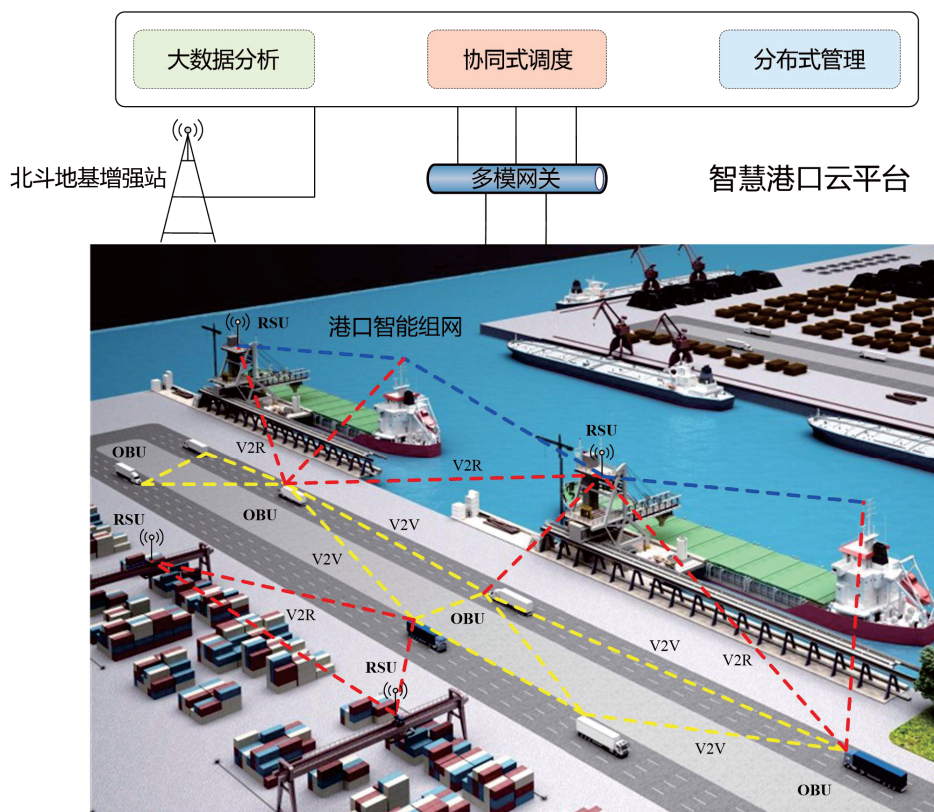 大数据分析
协同式调度
分布式管理
北斗地基增强站
多模网关
智慧港口云平台
RSU
港口智能组网
V2R
RSU
OBU
V2R
OBU
RSU
V2V
V2V
V2R
OBU
RSU
V2V
V2R
V2V
OBU